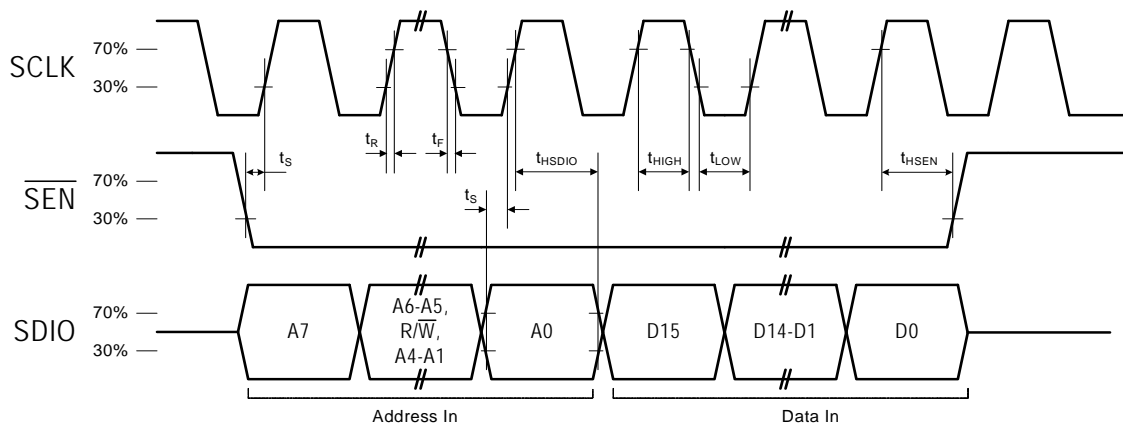 SCLK
70%
30%
tS
tR
tF
tHSDIO
tHIGH
tLOW
tHSEN
SEN
70%
30%
tS
SDIO
70%
30%
A7
A6-A5,
R/W,
A4-A1
A0
D15
D14-D1
D0
Address In
Data In